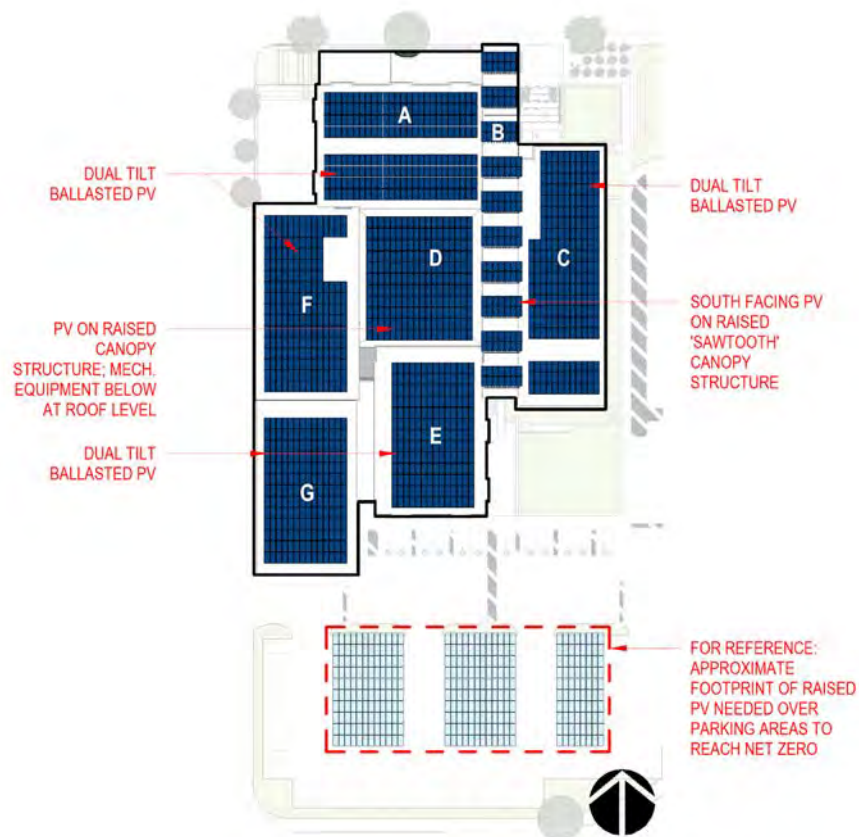 A
B
DUAL TILT
BALLASTED PV
DUAL TILT
BALLASTED PV
D
C
F
PV ON RAISED
CANOPY
STRUCTURE; MECH.
EQUIPMENT BELOW
AT ROOF LEVEL
SOUTH FACING PV
ON RAISED
'SAWTOOTH'
CANOPY
STRUCTURE
E
DUAL TILT
BALLASTED PV
G
FOR REFERENCE:
APPROXIMATE
FOOTPRINT OF RAISED
PV NEEDED OVER
PARKING AREAS TO
REACH NET ZERO